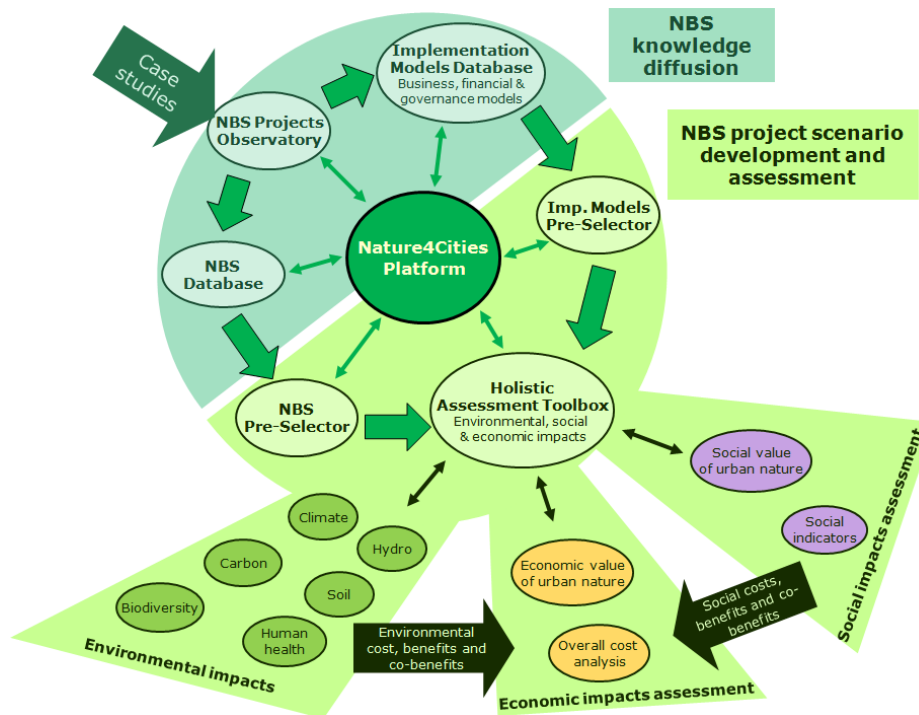 Case
studies
NBS
knowledge
diffusion
Implementation
Models Database
Business, financial &
governance models
NBS Projects
Observatory
NBS project scenario
development and
assessment
Imp. Models
Pre-Selector
Nature4Cities
Platform
NBS
Database
NBS
Pre-Selector
Holistic
Assessment Toolbox
Environmental, social
& economic impacts
Social value
of urban nature
Social
indicators
Social impacts assessment
Climate
Hydro
Carbon
Soil
Biodiversity
Human
health
Environmental impacts
Environmental
cost, benefits and
co-benefits
Economic value
of urban nature
Overall cost
analysis
Economic impacts assessment
Social costs,
benefits and co-
benefits